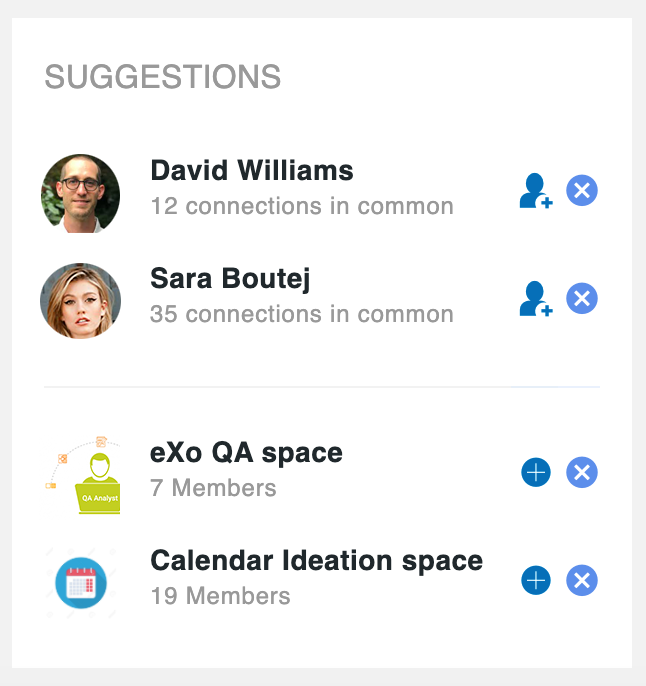 SUGGESTIONS
David Williams
12 connections in common
Sara Boutej
35 connections in common
eXo QA space
7 Members
QA Analyst
Calendar Ideation space
19 Members